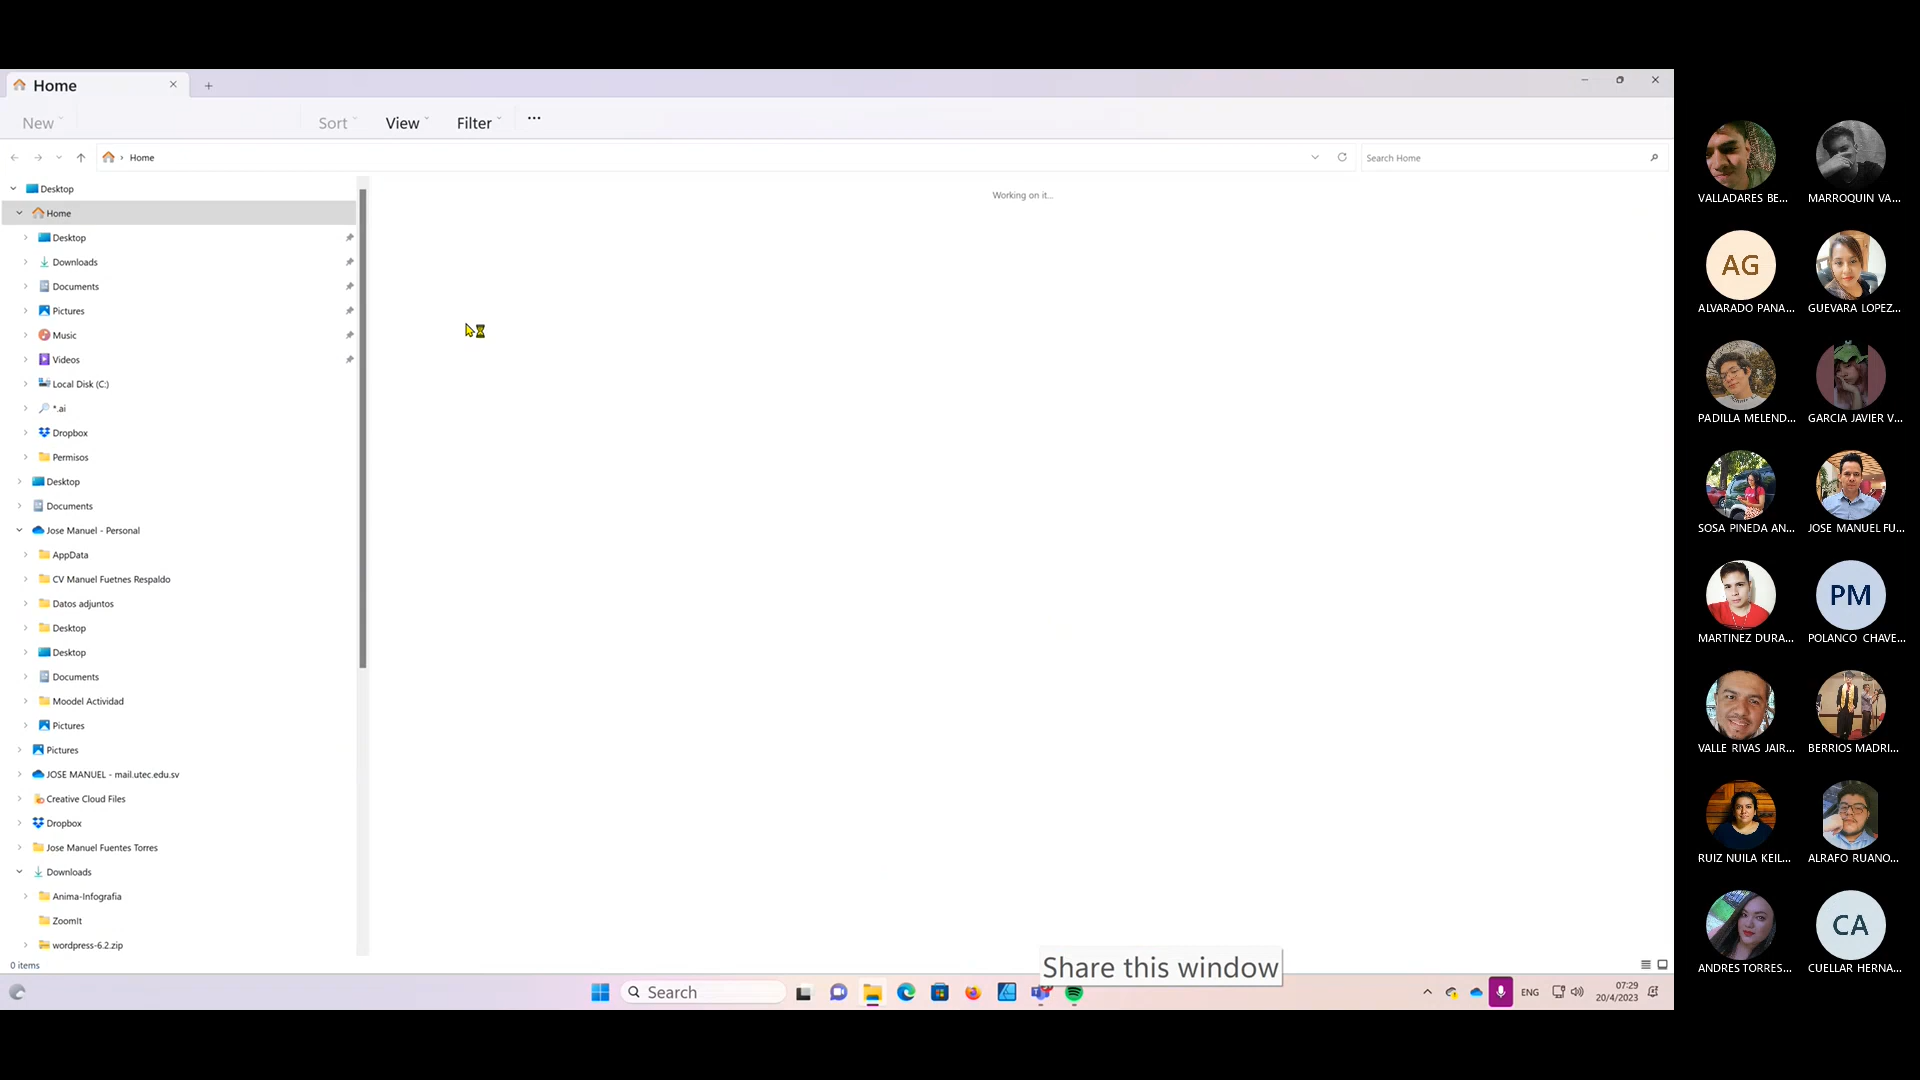 Home
New
Sort
View
Filter
Home
Search Home
Desktop
Home
Desktop
Downloads
Documents
Pictures
Music
Videos
Local Disk (C:)
*.ai
Dropbox
Permisos
Desktop
Documents
Jose Manuel - Personal
AppData
CV Manuel Fuetnes Respaldo
Datos adjuntos
Desktop
Desktop
Documents
Moodel Actividad
Pictures
Pictures
JOSE MANUEL - mail.utec.edu.sv
Creative Cloud Files
Dropbox
Jose Manuel Fuentes Torres
Downloads
Anima-Infografia
ZoomIt
wordpress-6.2.zip
0 items
Working on it...
Share this window
Search
ENG
07:29
20/4/2023
VALLADARES BE...
MARROQUIN VA...
AG
ALVARADO PANA...
GUEVARA LOPEZ...
PADILLA MELEND...
GARCIA JAVIER V...
SOSA PINEDA AN...
JOSE MANUEL FU...
MARTINEZ DURA...
PM
POLANCO CHAVE...
VALLE RIVAS JAIR...
BERRIOS MADRI...
RUIZ NUILA KEIL...
ALRAFO RUANO...
ANDRES TORRES...
CA
CUELLAR HERNA...